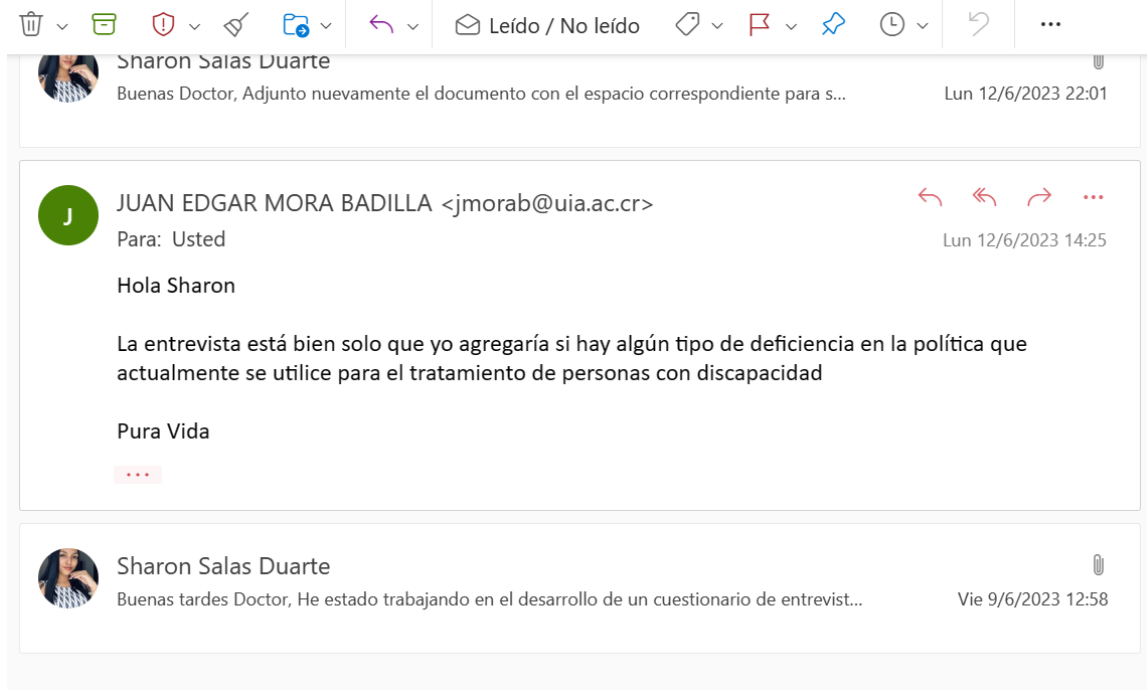 Leído / No leído
Sharon Salas Duarte
Buenas Doctor, Adjunto nuevamente el documento con el espacio correspondiente para s...
Lun 12/6/2023 22:01
J
JUAN EDGAR MORA BADILLA <jmorab@uia.ac.cr>
Para: Usted
Lun 12/6/2023 14:25
Hola Sharon
La entrevista está bien solo que yo agregaría si hay algún tipo de deficiencia en la política que
actualmente se utilice para el tratamiento de personas con discapacidad
Pura Vida
...
Sharon Salas Duarte
Buenas tardes Doctor, He estado trabajando en el desarrollo de un cuestionario de entrevist...
Vie 9/6/2023 12:58